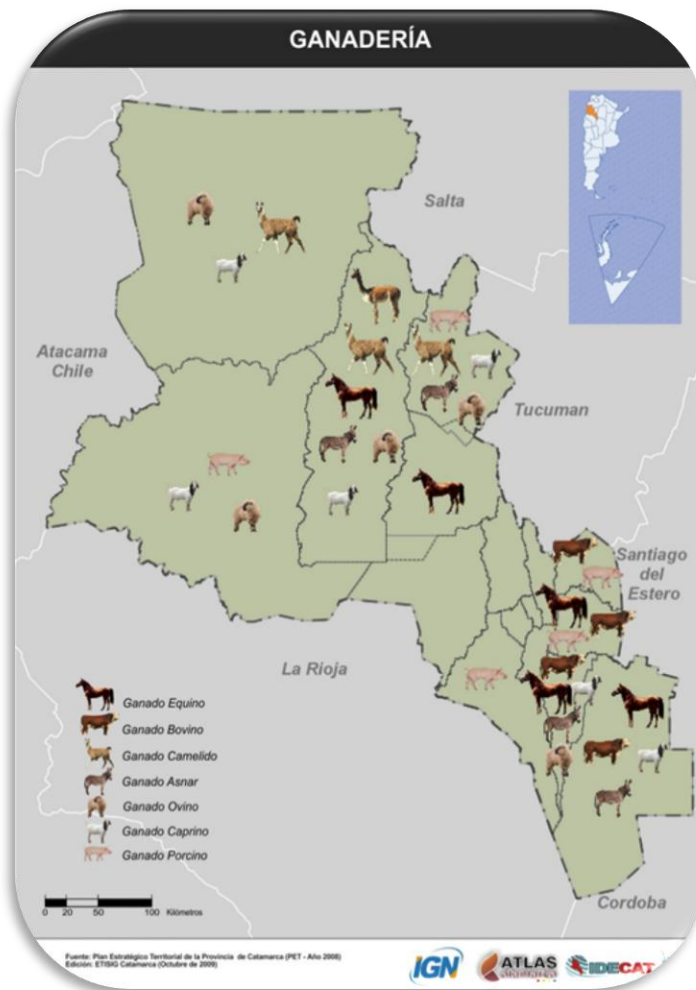 GANADERÍA
Salta
Atacama
Chile
Tucuman
Santiago
del
Estero
La Rioja
Ganado Equino
Ganado Bovino
Ganado Camelido
Ganado Asnar
Ganado Ovino
Ganado Caprino
Ganado Porcino
0 20 50 100 Kilómetros
Cordoba
Fuente: Plan Estratégico Territorial de la Provincia de Catamarca (PET - Año 2008)
Edición: ETISIG Catamarca (Octubre de 2009)
IGN
ATLAS
IDECAT